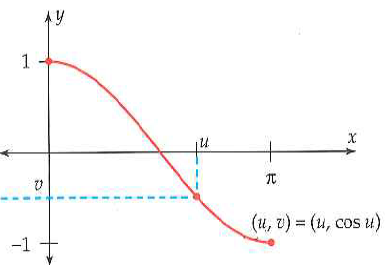 y
1
u
x
π
v
(u, v) = (u, cos u)
−1